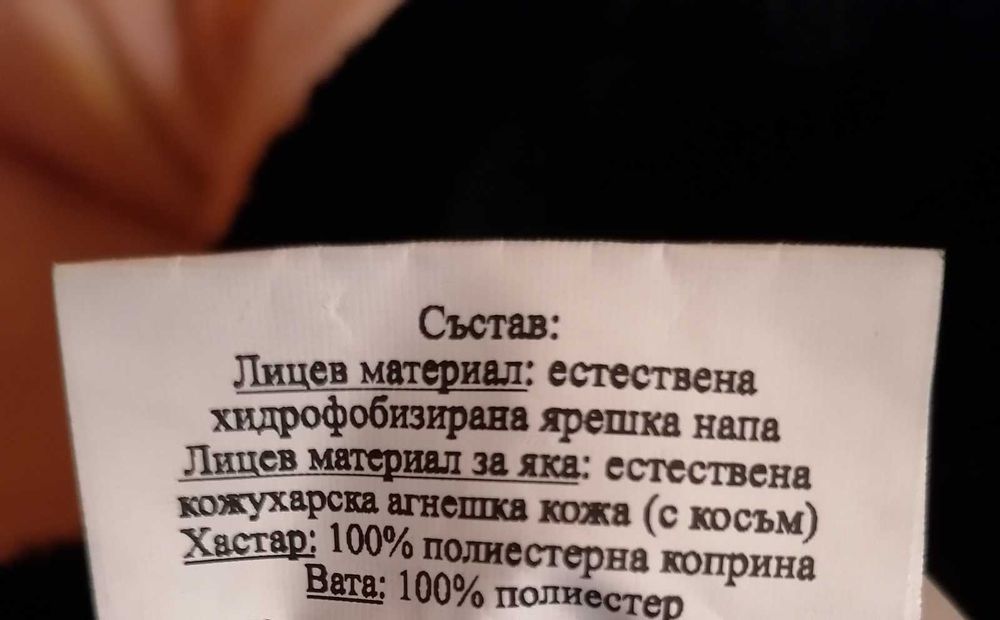 Състав:
Лицев материал: естествена
хидрофобизирана ярешка напа
Лицев материал за яка: естествена
кожухарска агнешка кожа (с косъм)
Хастар: 100% полиестерна коприна
Вата: 100% полиестер